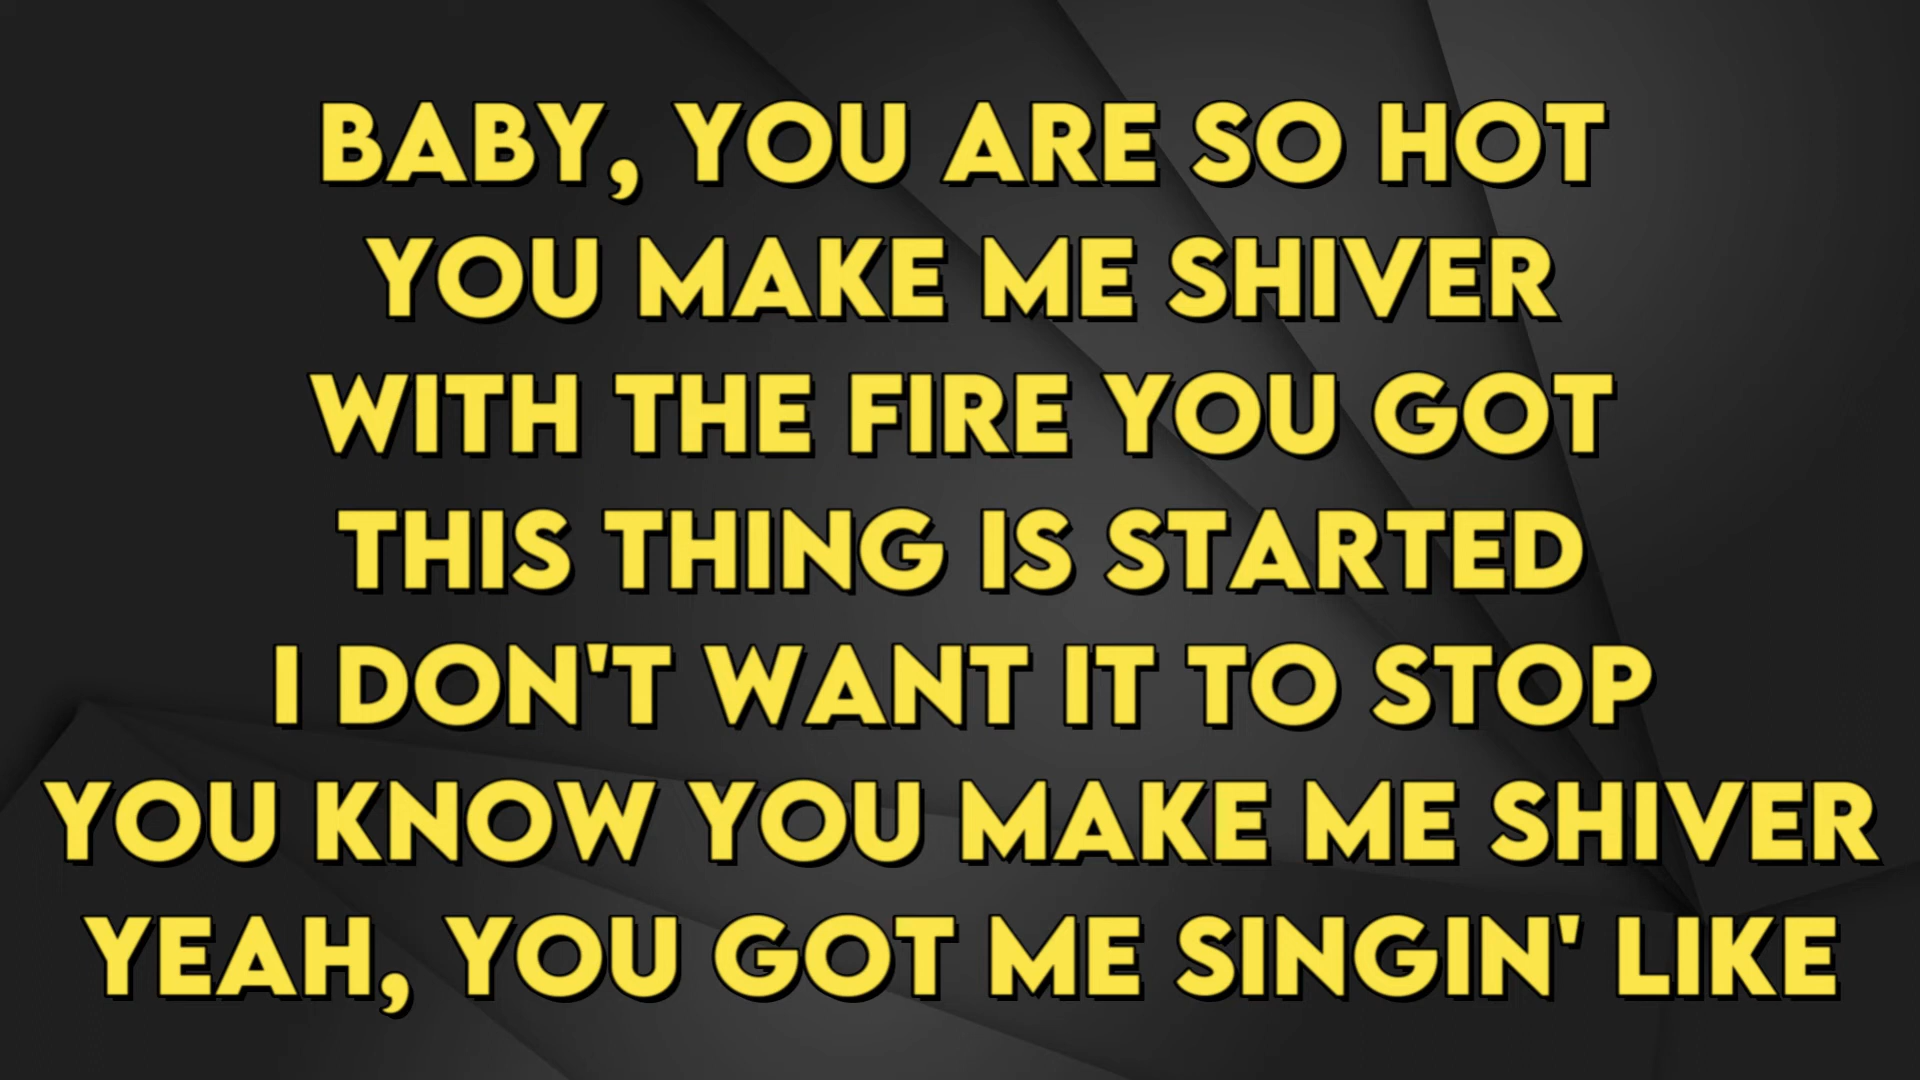 BABY, YOU ARE SO HOT
YOU MAKE ME SHIVER
WITH THE FIRE YOU GOT
THIS THING IS STARTED
I DON'T WANT IT TO STOP
YOU KNOW YOU MAKE ME SHIVER
YEAH, YOU GOT ME SINGIN' LIKE